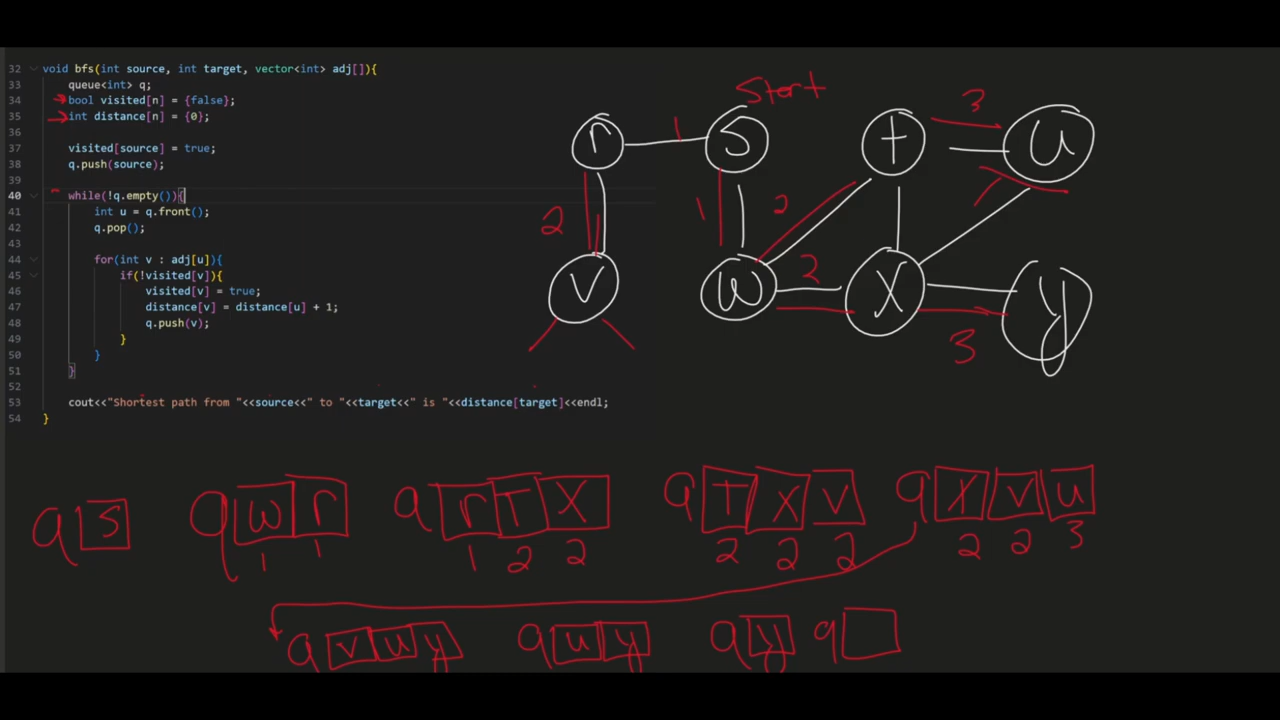 32 void bfs(int source, int target, vector<int> adj[]){
33 queue<int> q;
34 bool visited[n] = {false};
35 int distance[n] = {0};
36
37 visited[source] = true;
38 q.push(source);
39
40 while(!q.empty()){
41 int u = q.front();
42 q.pop();
43
44 for(int v : adj[u]){
45 if(!visited[v]){
46 visited[v] = true;
47 distance[v] = distance[u] + 1;
48 q.push(v);
49 }
50 }
51 }
52
53 cout<<"Shortest path from "<<source<<" to "<<target<<" is "<<distance[target]<<endl;
54 }
Start
3
r 1 S t u
2 1 2
v w 2 x y
3
q s
q w r
1 1
q r T X
1 2 2
q T X V
2 2 2
q X V u
2 2 3
q v u y
q u y
q y
q